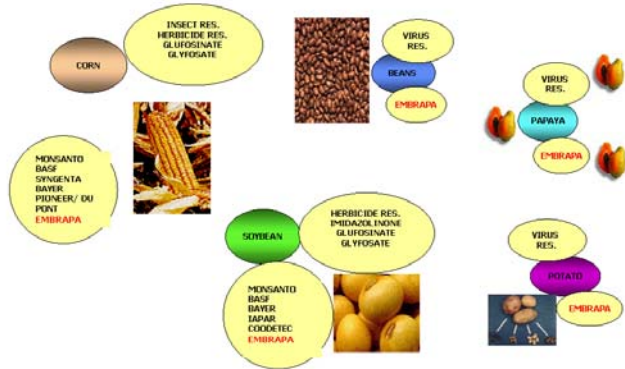 INSECT RES.
HERBICIDE RES.
GLUFOSINATE
GLYFOSATE
CORN
MONSANTO
BASF
SYNGENTA
BAYER
PIONEER/ DU
PONT
EMBRAPA
VIRUS
RES.
BEANS
EMBRAPA
VIRUS
RES.
PAPAYA
EMBRAPA
HERBICIDE RES.
IMIDAZOLINONE
GLUFOSINATE
GLYFOSATE
SOYBEAN
MONSANTO
BASF
BAYER
IAPAR
COODETEC
EMBRAPA
VIRUS
RES.
POTATO
EMBRAPA